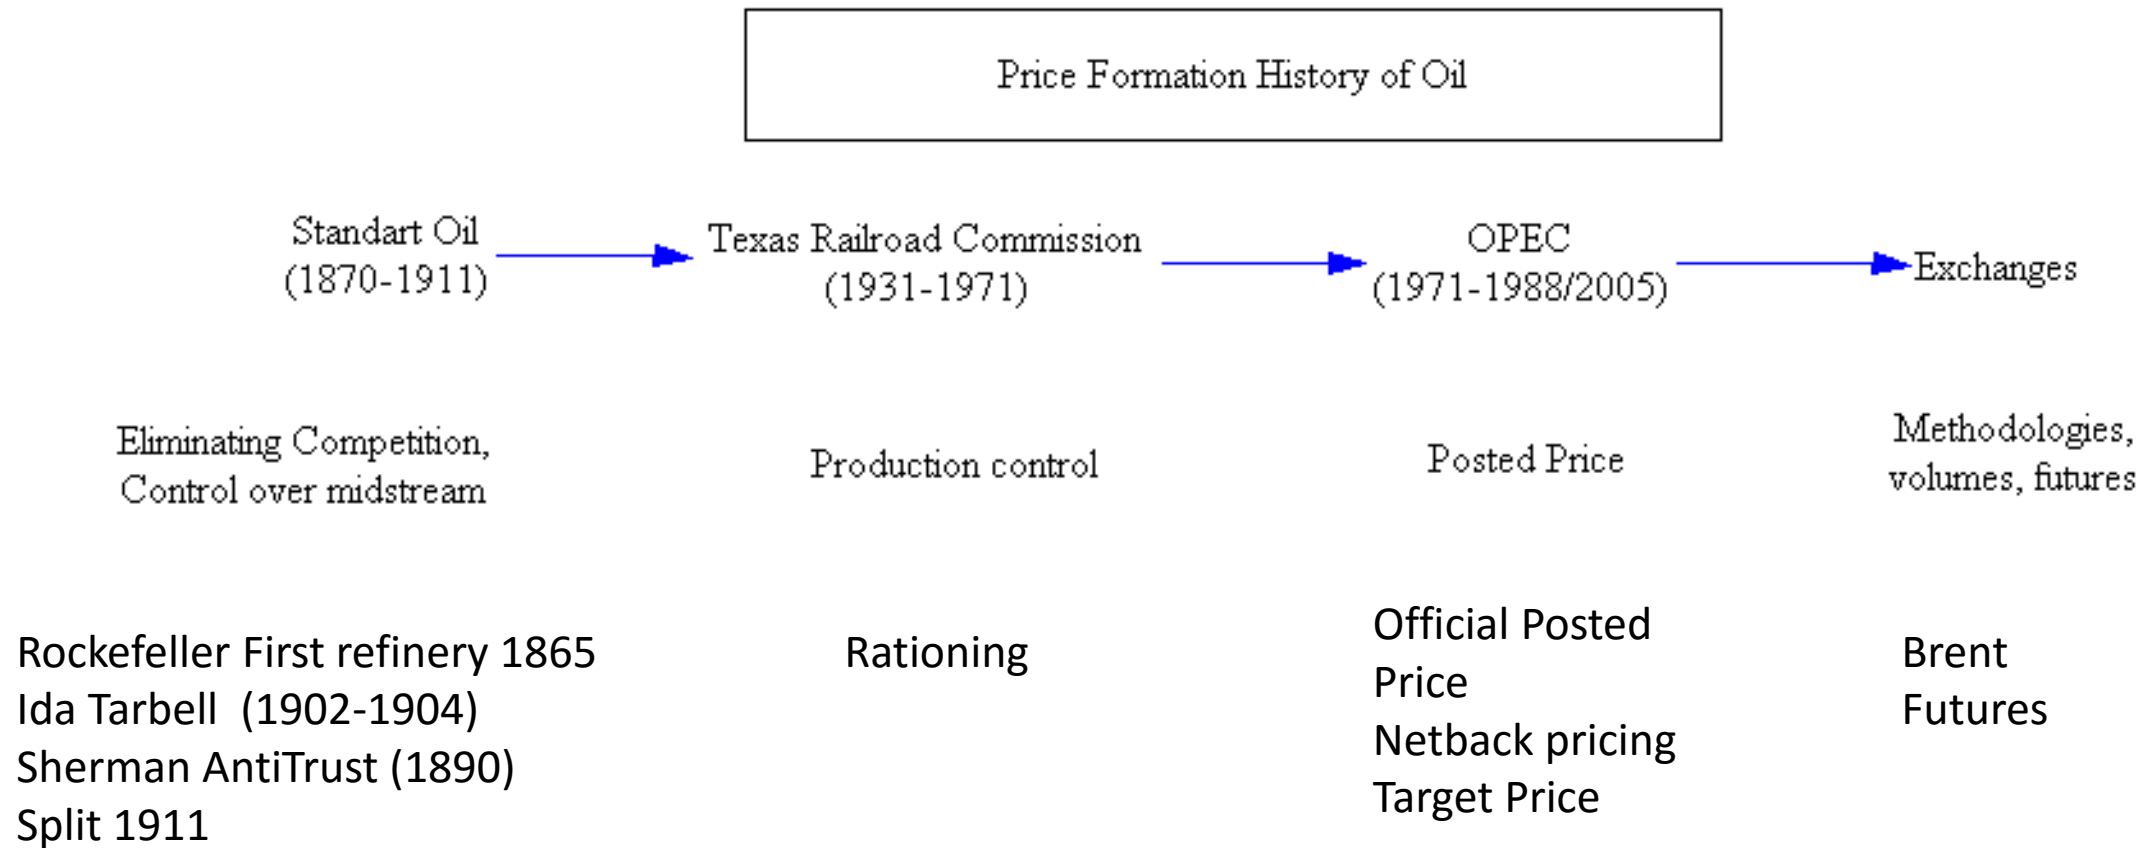 Price Formation History of Oil
Standart Oil
(1870-1911)
Texas Railroad Commission
(1931-1971)
OPEC
(1971-1988/2005)
Exchanges
Eliminating Competition,
Control over midstream
Production control
Posted Price
Methodologies,
volumes, futures
Rockefeller First refinery 1865
Ida Tarbell (1902-1904)
Sherman AntiTrust (1890)
Split 1911
Rationing
Official Posted
Price
Netback pricing
Target Price
Brent
Futures